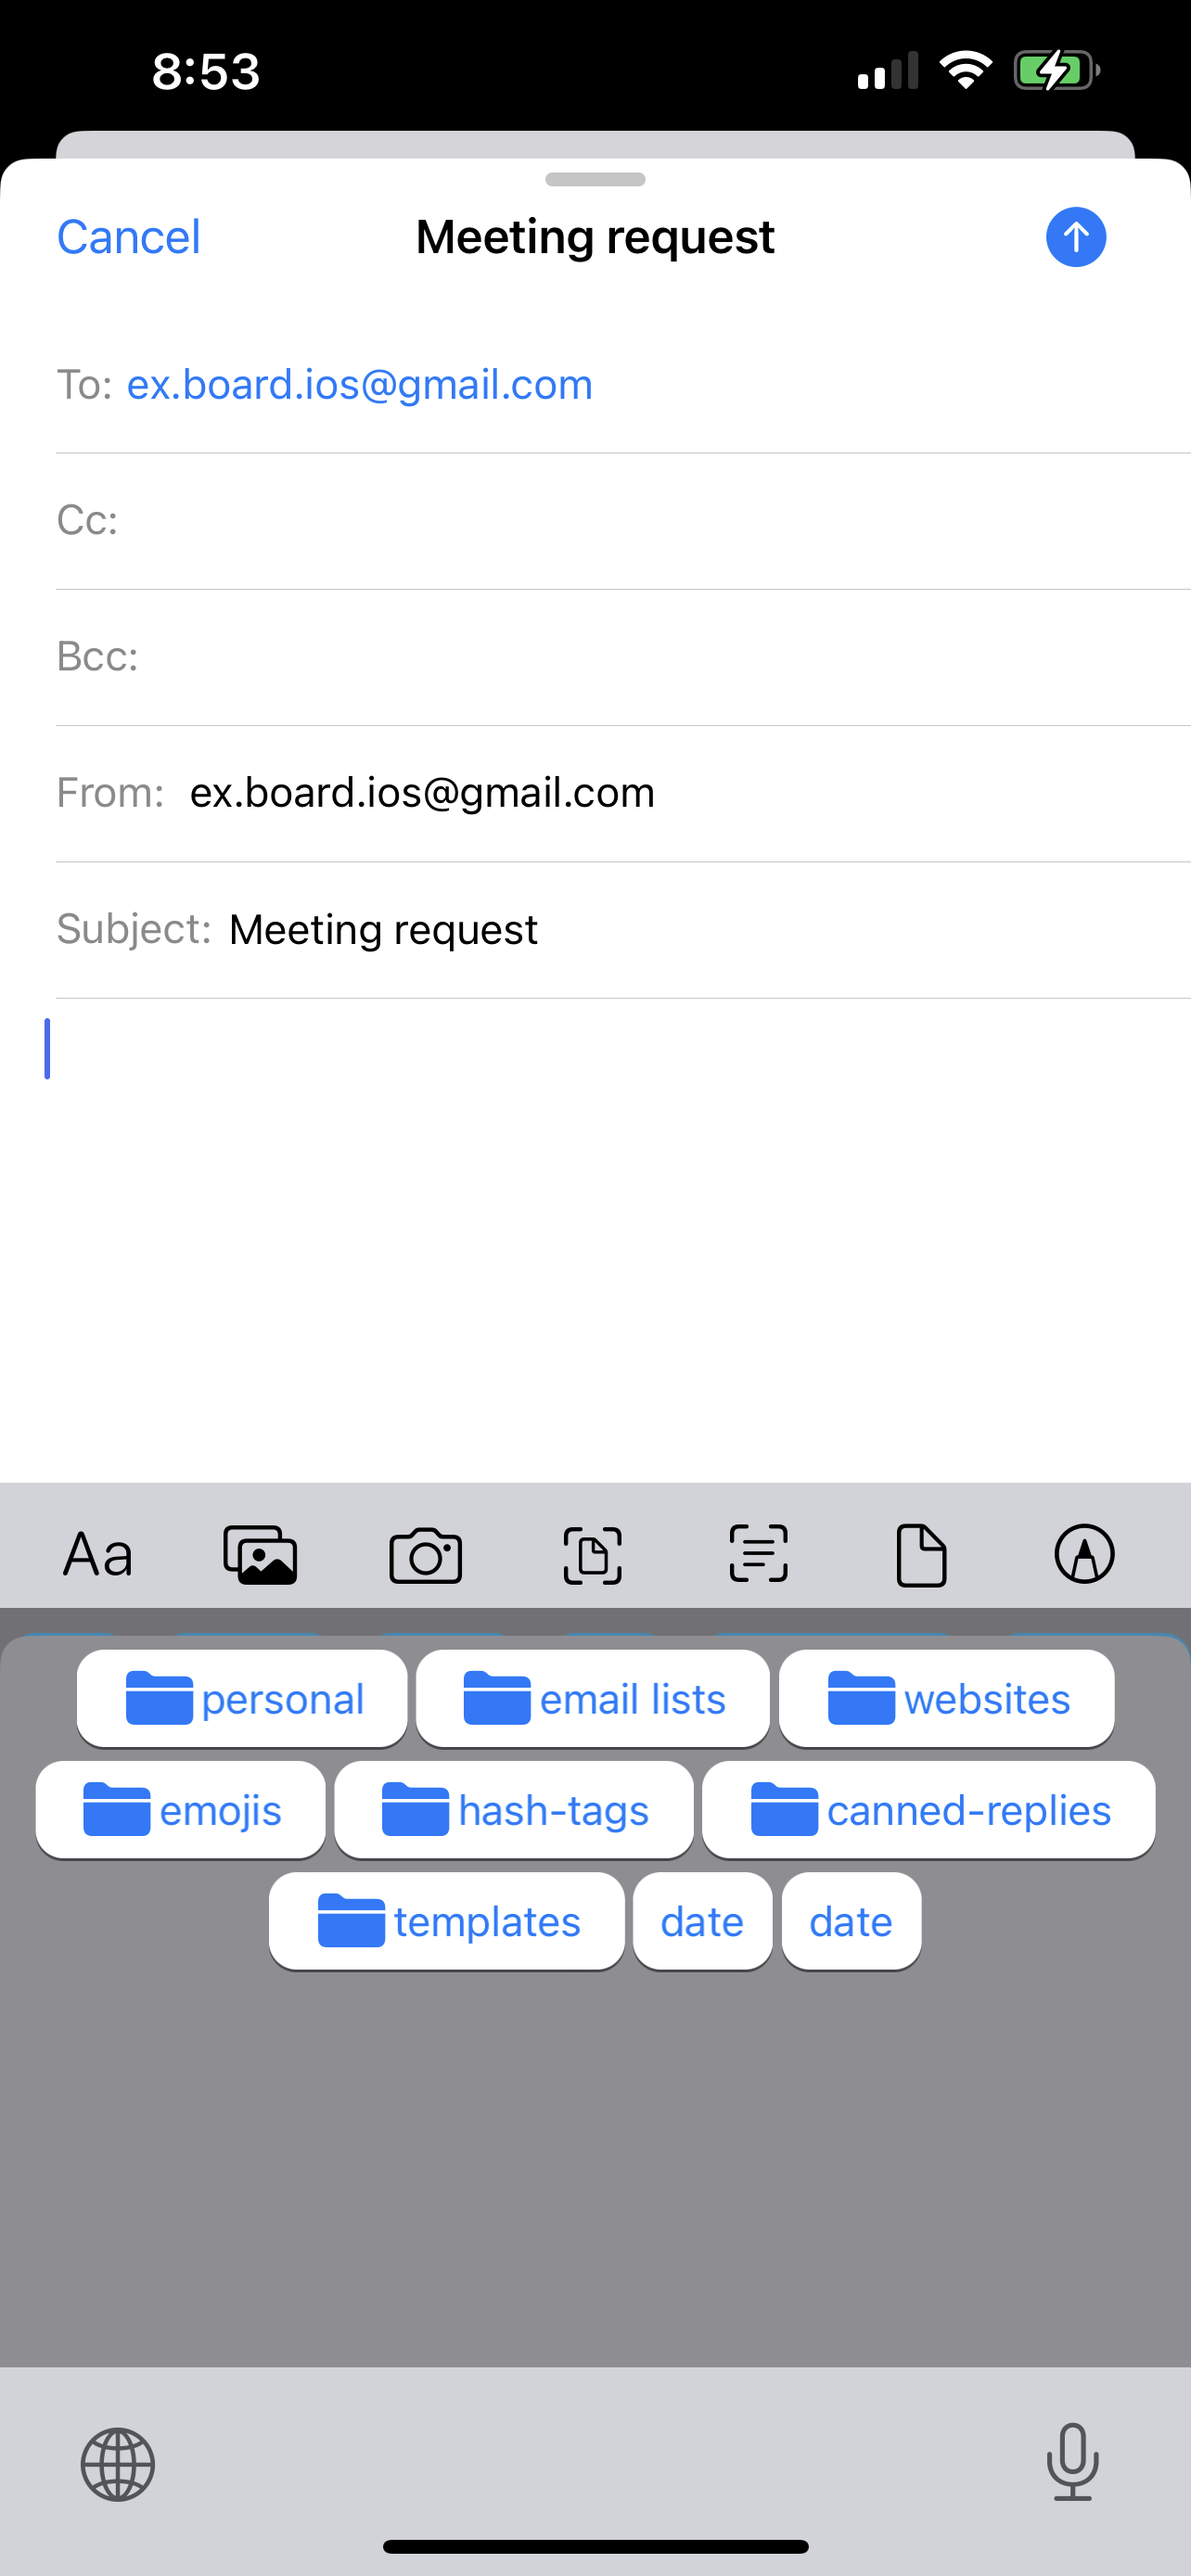 8:53
Cancel Meeting request
To: ex.board.ios@gmail.com
Cc:
Bcc:
From: ex.board.ios@gmail.com
Subject: Meeting request
Aa
personal email lists websites
emojis hash-tags canned-replies
templates date date